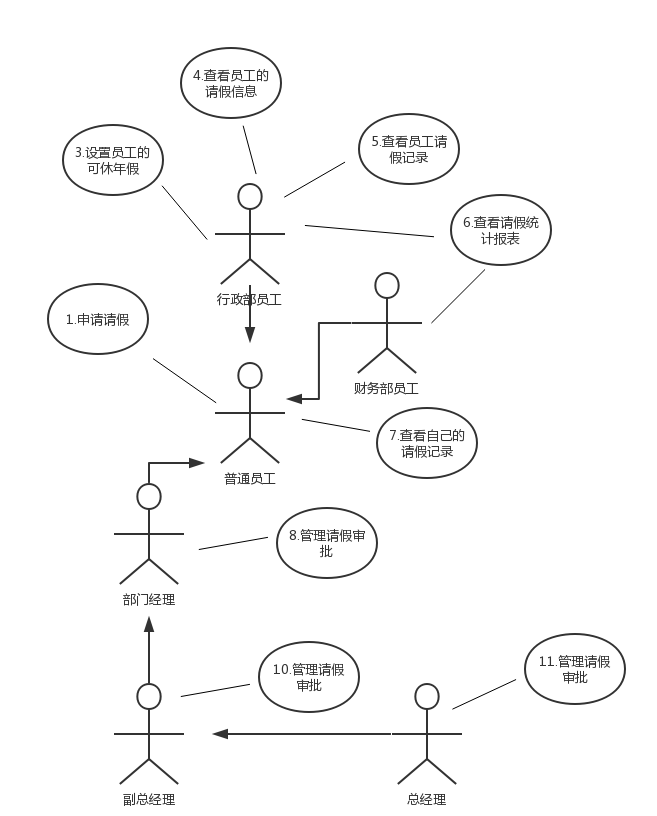 4.查看员工的
请假信息
5.查看员工请
假记录
3.设置员工的
可休年假
6.查看请假统
计报表
行政部员工
1.申请请假
财务部员工
7.查看自己的
请假记录
普通员工
8.管理请假审
批
部门经理
10.管理请假
审批
11.管理请假
审批
副总经理
总经理